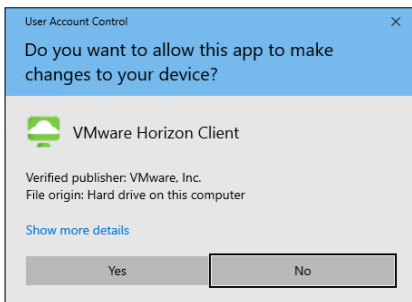 User Account Control
Do you want to allow this app to make
changes to your device?
VMware Horizon Client
Verified publisher: VMware, Inc.
File origin: Hard drive on this computer
Show more details
Yes
No